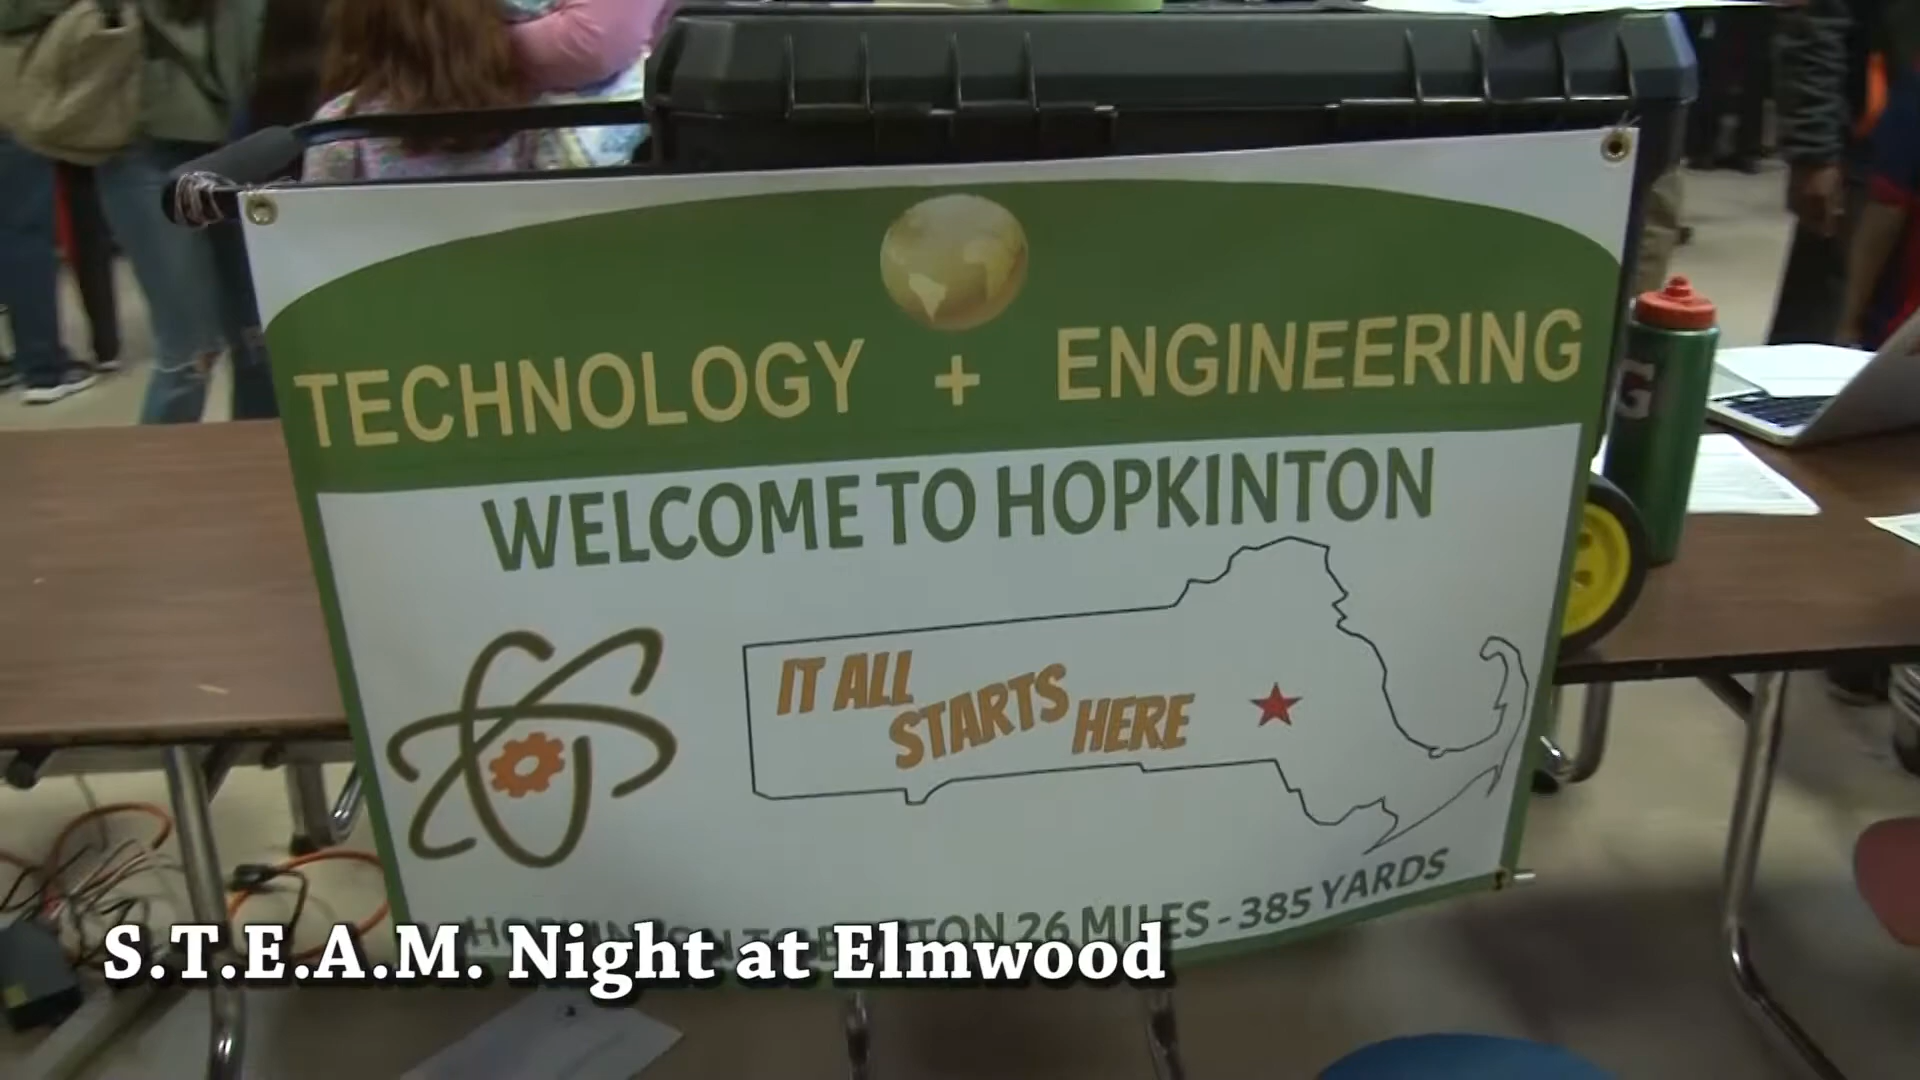 TECHNOLOGY + ENGINEERING
WELCOME TO HOPKINTON
IT ALL
STARTS
HERE
26 MILES - 385 YARDS
S.T.E.A.M. Night at Elmwood
G